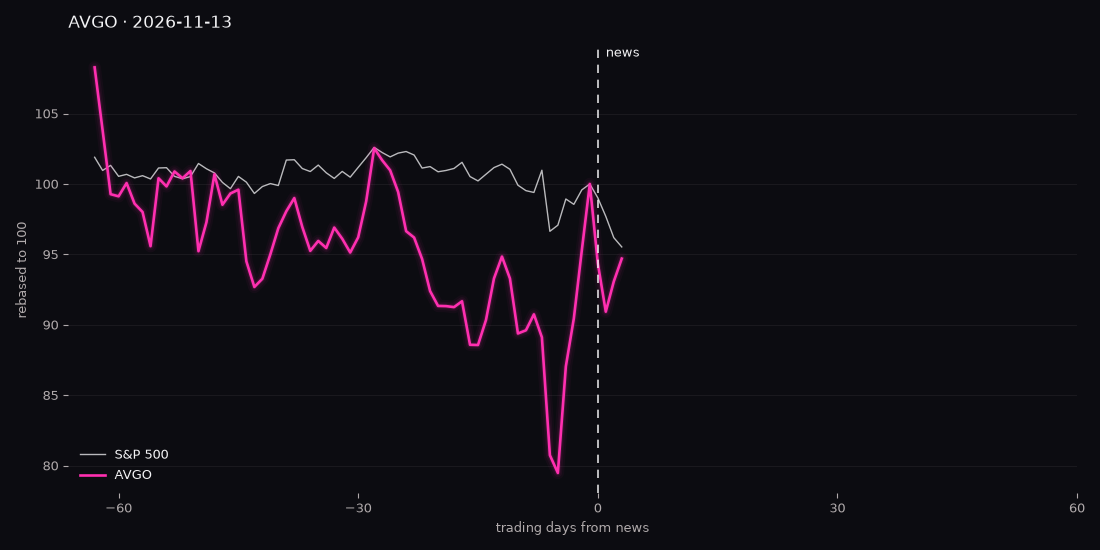 AVGO · 2026-11-13
news
105
100
95
90
85
80
rebased to 100
S&P 500
AVGO
−60
−30
0
30
60
trading days from news